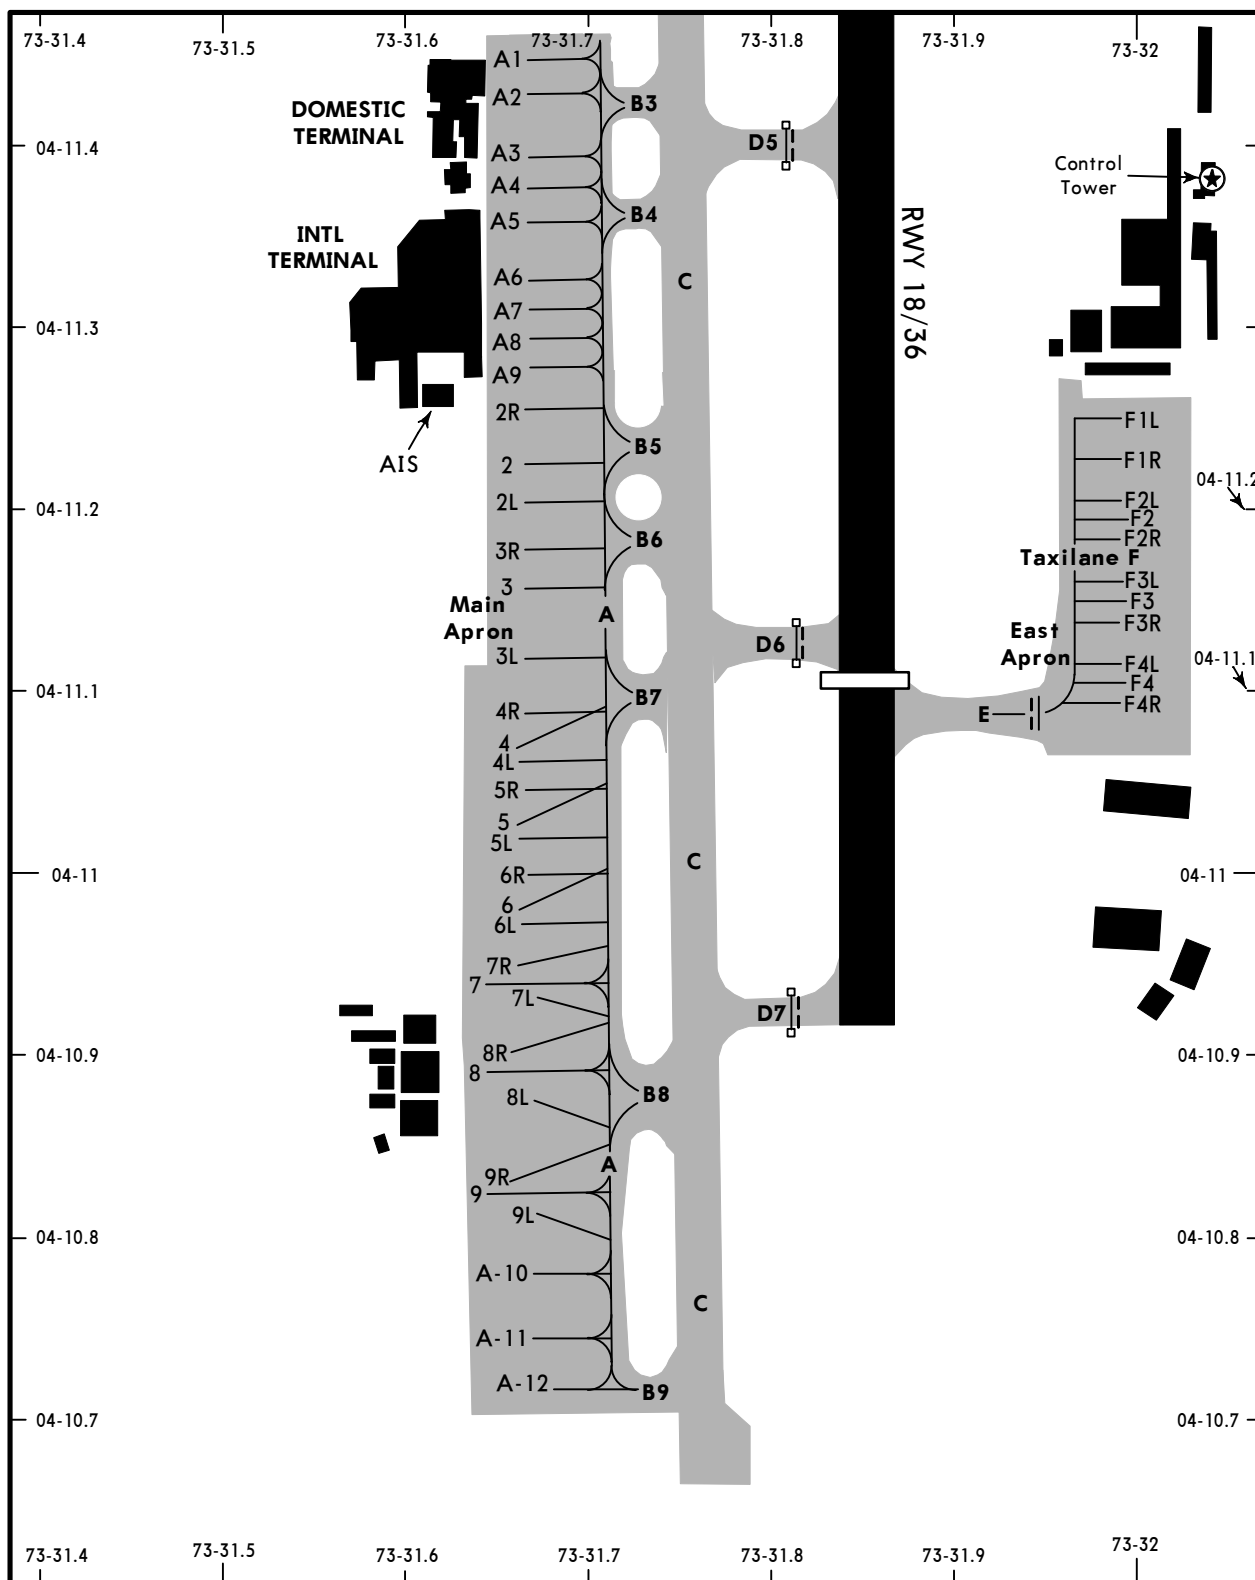 73-31.4
73-31.5
73-31.6
73-31.7
73-31.8
73-31.9
73-32
A1
A2
B3
DOMESTIC
TERMINAL
04-11.4
D5
A3
A4
A5
B4
Control
Tower
INTL
TERMINAL
RWY 18/36
A6
C
A7
04-11.3
A8
A9
2R
F1L
AIS
2
B5
F1R
04-11.2
2L
F2L
04-11.2
F2
3R
B6
F2R
Taxilane F
3
F3L
Main
Apron
A
F3
F3R
East
Apron
D6
3L
F4L
04-11.1
04-11.1
F4
4R
B7
F4R
E
4
4L
5R
5
5L
C
04-11
6R
04-11
6
6L
7R
7
7L
D7
8R
04-10.9
04-10.9
8
8L
B8
A
9R
9
9L
04-10.8
04-10.8
A-10
C
A-11
A-12
B9
04-10.7
04-10.7
73-31.4
73-31.5
73-31.6
73-31.7
73-31.8
73-31.9
73-32